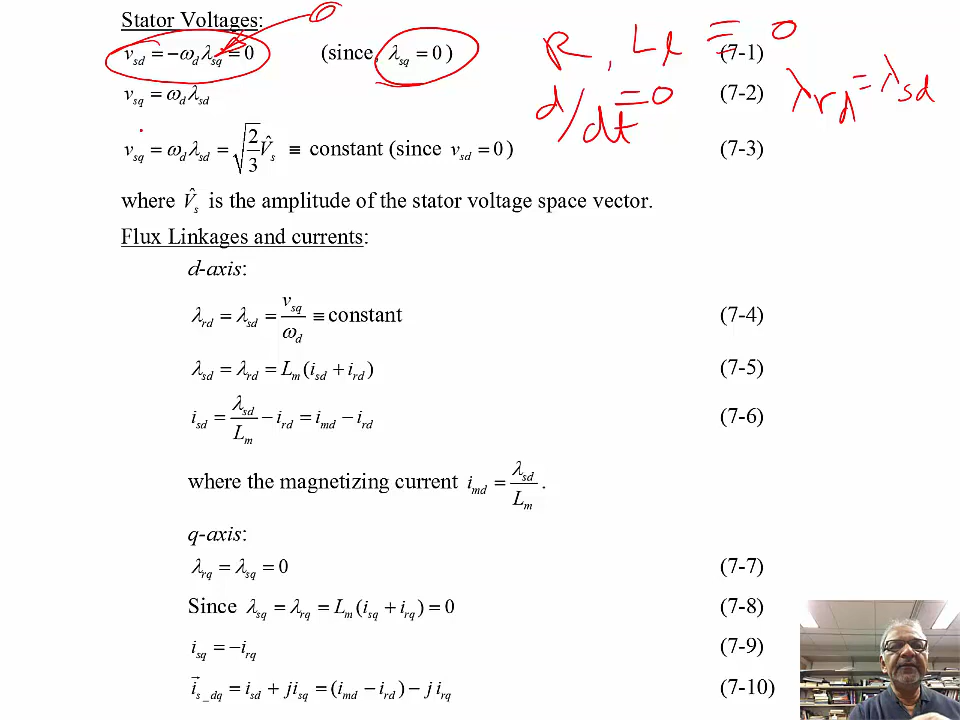 Stator Voltages: 0
v_sd = −ω_d λ_sq = 0 (since, λ_sq = 0 ) (7-1)
R, Ll = 0
v_sq = ω_d λ_sd (7-2)
d/dt = 0
λrd = λsd
v_sq = ω_d λ_sd = √(2/3) V̂_s ≡ constant (since v_sd = 0 ) (7-3)
where V̂_s is the amplitude of the stator voltage space vector.
Flux Linkages and currents:
d-axis:
λ_rd = λ_sd = v_sq/ω_d ≡ constant (7-4)
λ_sd = λ_rd = L_m (i_sd + i_rd) (7-5)
i_sd = λ_sd/L_m − i_rd = i_md − i_rd (7-6)
where the magnetizing current i_md = λ_sd/L_m .
q-axis:
λ_rq = λ_sq = 0 (7-7)
Since λ_sq = λ_rq = L_m (i_sq + i_rq) = 0 (7-8)
i_sq = −i_rq (7-9)
i⃗_s_dq = i_sd + j i_sq = (i_md − i_rd) − j i_rq (7-10)